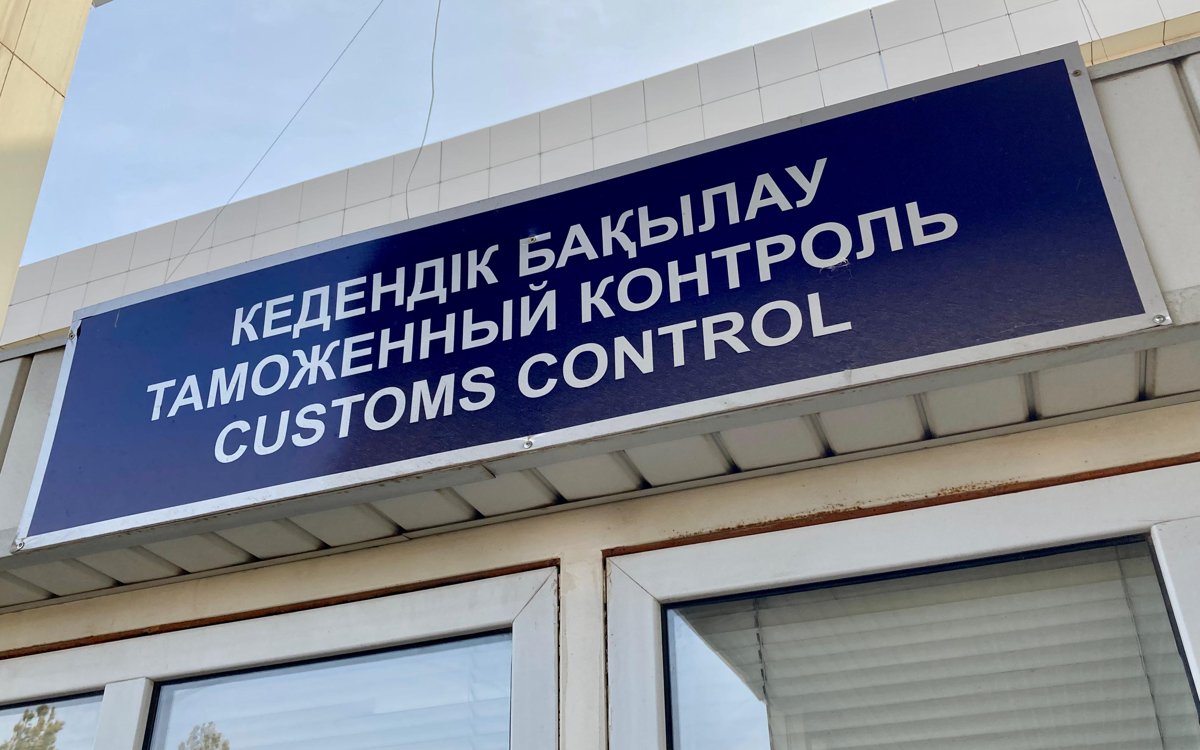 КЕДЕНДІК БАҚЫЛАУ
ТАМОЖЕННЫЙ КОНТРОЛЬ
CUSTOMS CONTROL